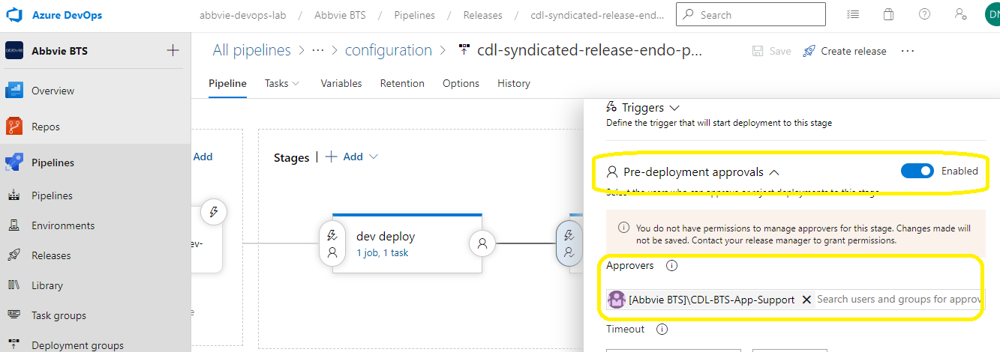 Azure DevOps
abbvie-devops-lab / Abbvie BTS / Pipelines / Releases / cdl-syndicated-release-end...
Search
DN
abbvie
Abbvie BTS
Overview
Repos
Pipelines
Pipelines
Environments
Releases
Library
Task groups
Deployment groups
All pipelines > ... > configuration > cdl-syndicated-release-endo-p...
Save
Create release
...
Pipeline Tasks Variables Retention Options History
Add
Stages | + Add
ev-
e
dev deploy
1 job, 1 task
Triggers
Define the trigger that will start deployment to this stage
Pre-deployment approvals
Enabled
Select the users who can approve or reject deployments to this stage
You do not have permissions to manage approvers for this stage. Changes made will
not be saved. Contact your release manager to grant permissions.
Approvers
[Abbvie BTS]\CDL-BTS-App-Support
Search users and groups for approv
Timeout